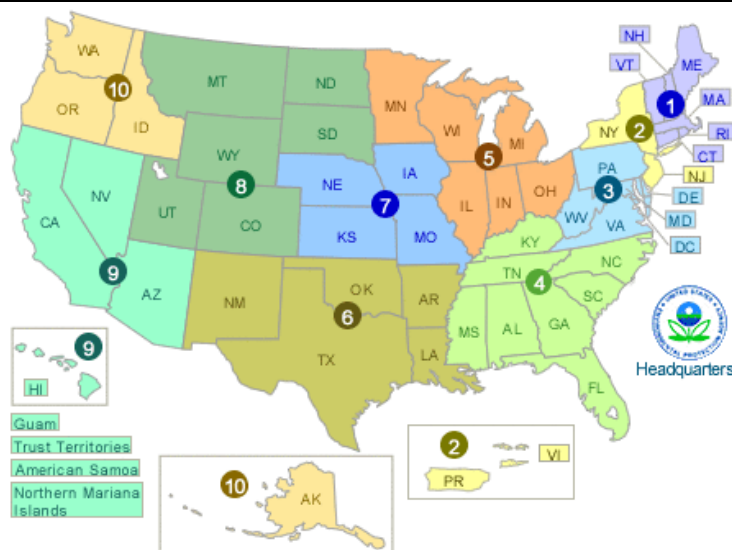 NH
VT
ME
WA
MT
ND
MN
10
OR
ID
WI
MI
NY
2
1
MA
RI
CT
NJ
SD
WY
8
5
PA
3
DE
MD
DC
NE
IA
7
IL
IN
OH
WV
VA
NV
UT
CO
KS
MO
KY
CA
9
AZ
NM
OK
AR
TN
4
NC
SC
6
TX
LA
MS
AL
GA
FL
Headquarters
9
HI
Guam
Trust Territories
American Samoa
Northern Mariana
Islands
10
AK
2
VI
PR